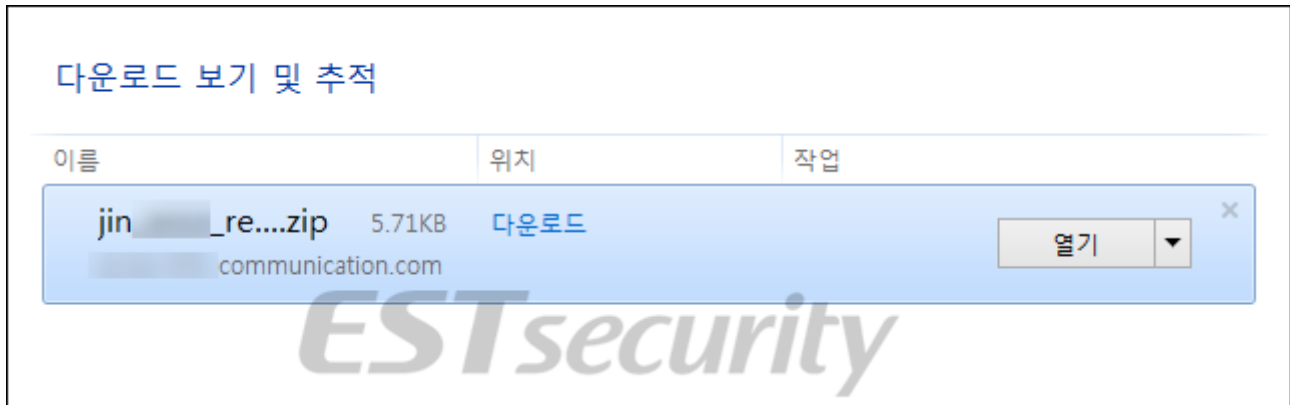 다운로드 보기 및 추적
이름 위치 작업
jin _re....zip 5.71KB 다운로드 열기
communication.com
ESTsecurity